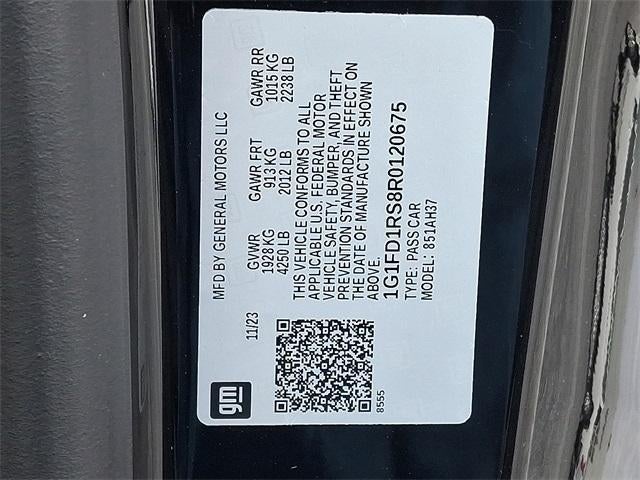 gm
MFD BY GENERAL MOTORS LLC
11/23
GVWR GAWR FRT GAWR RR
1928 KG 913 KG 1015 KG
4250 LB 2012 LB 2238 LB
THIS VEHICLE CONFORMS TO ALL
APPLICABLE U.S. FEDERAL MOTOR
VEHICLE SAFETY, BUMPER, AND THEFT
PREVENTION STANDARDS IN EFFECT ON
THE DATE OF MANUFACTURE SHOWN
ABOVE.
1G1FD1RS8R0120675
TYPE: PASS CAR
MODEL: 851AH37
8555